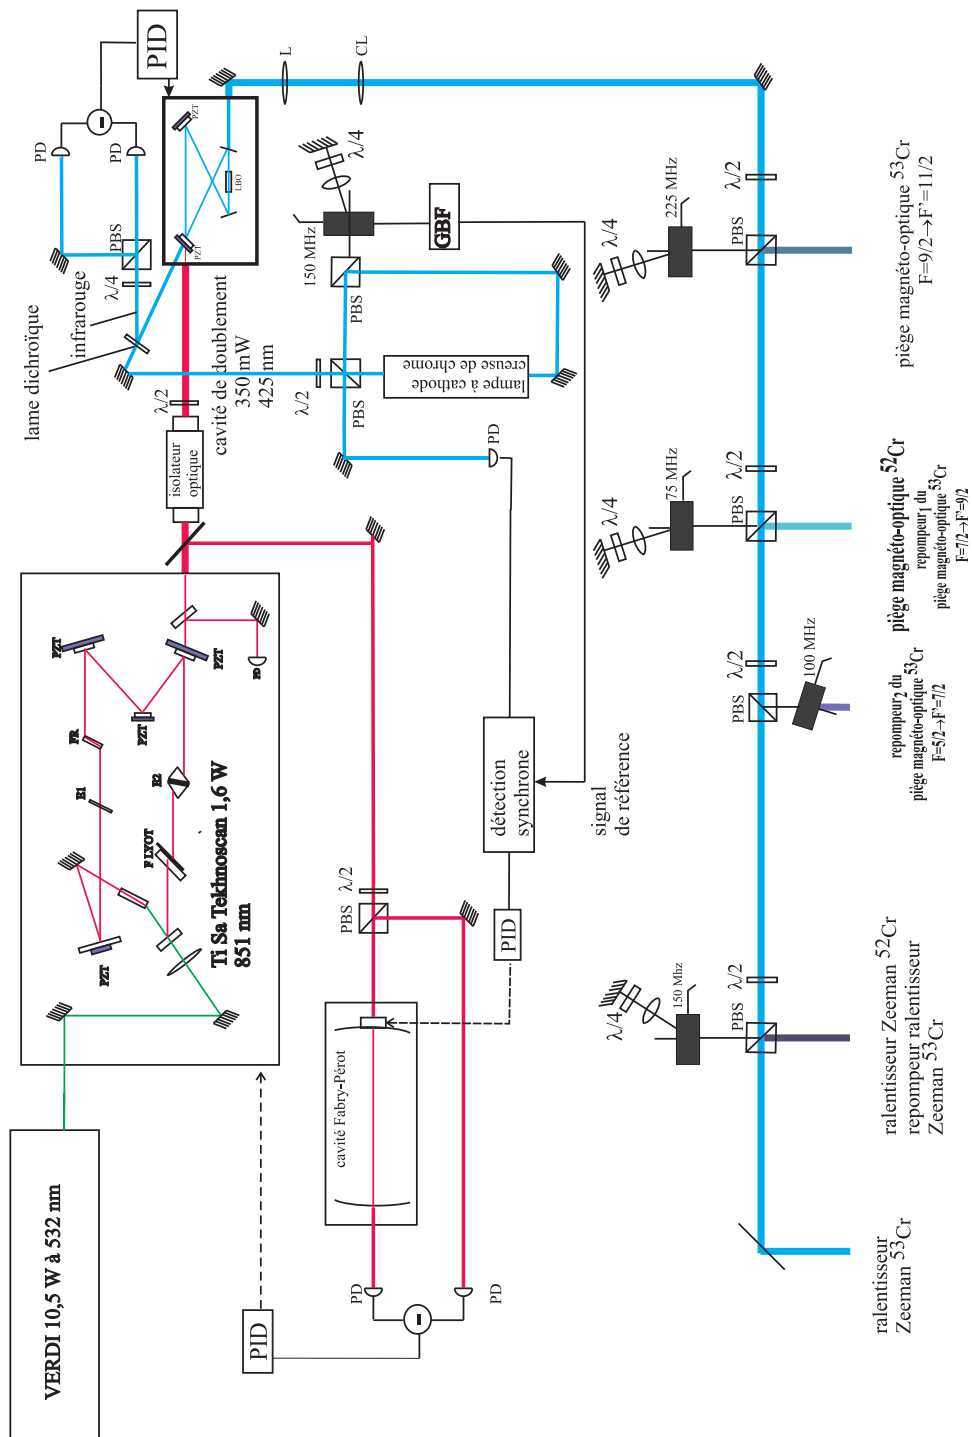 VERDI 10,5 W à 532 nm
PZT
FR
E1
PZT
PZT
PZT
E2
F LYOT
PD
Ti Sa Tekhnoscan 1,6 W
851 nm
PID
isolateur
optique
λ/2
cavité de doublement
350 mW
425 nm
lame dichroïque
infrarouge
λ/4
PBS
PD
PD
PID
PZT
LBO
PZT
L
CL
cavité Fabry-Pérot
PBS
λ/2
PD
PD
PID
détection
synchrone
signal
de référence
PD
λ/2
PBS
lampe à cathode
creuse de chrome
PBS
150 MHz
λ/4
GBF
ralentisseur
Zeeman ⁵³Cr
150 Mhz
λ/4
PBS
λ/2
ralentisseur Zeeman ⁵²Cr
repompeur ralentisseur
Zeeman ⁵³Cr
PBS
λ/2
100 MHz
repompeur₂ du
piège magnéto-optique ⁵³Cr
F=5/2→F'=7/2
75 MHz
λ/4
PBS
λ/2
piège magnéto-optique ⁵²Cr
repompeur₁ du
piège magnéto-optique ⁵³Cr
F=7/2→F'=9/2
225 MHz
λ/4
PBS
λ/2
piège magnéto-optique ⁵³Cr
F=9/2→F'=11/2